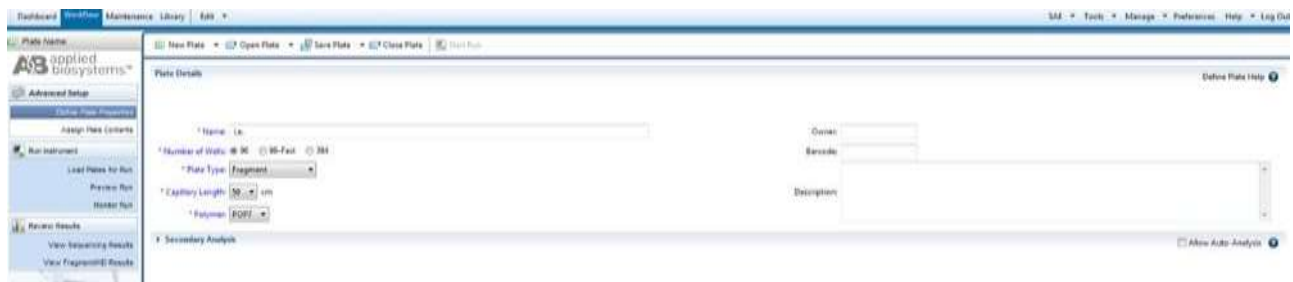 Dashboard Workflow Maintenance Library Edit
SAE Tools Manage Preferences Help Log Out
Plate Name
New Plate Open Plate Save Plate Close Plate Start Run
AB applied biosystems™
Plate Details
Define Plate Help
Advanced Setup
Define Plate Properties
Assign Plate Contents
* Name: i.e.
Owner:
* Number of Wells: 96 96-Fast 384
Barcode:
* Plate Type: Fragment
* Capillary Length: 50 cm
Description:
* Polymer: POP7
Run Instrument
Load Plates for Run
Preview Run
Monitor Run
Secondary Analysis
Allow Auto-Analysis
Review Results
View Sequencing Results
View Fragment/HID Results